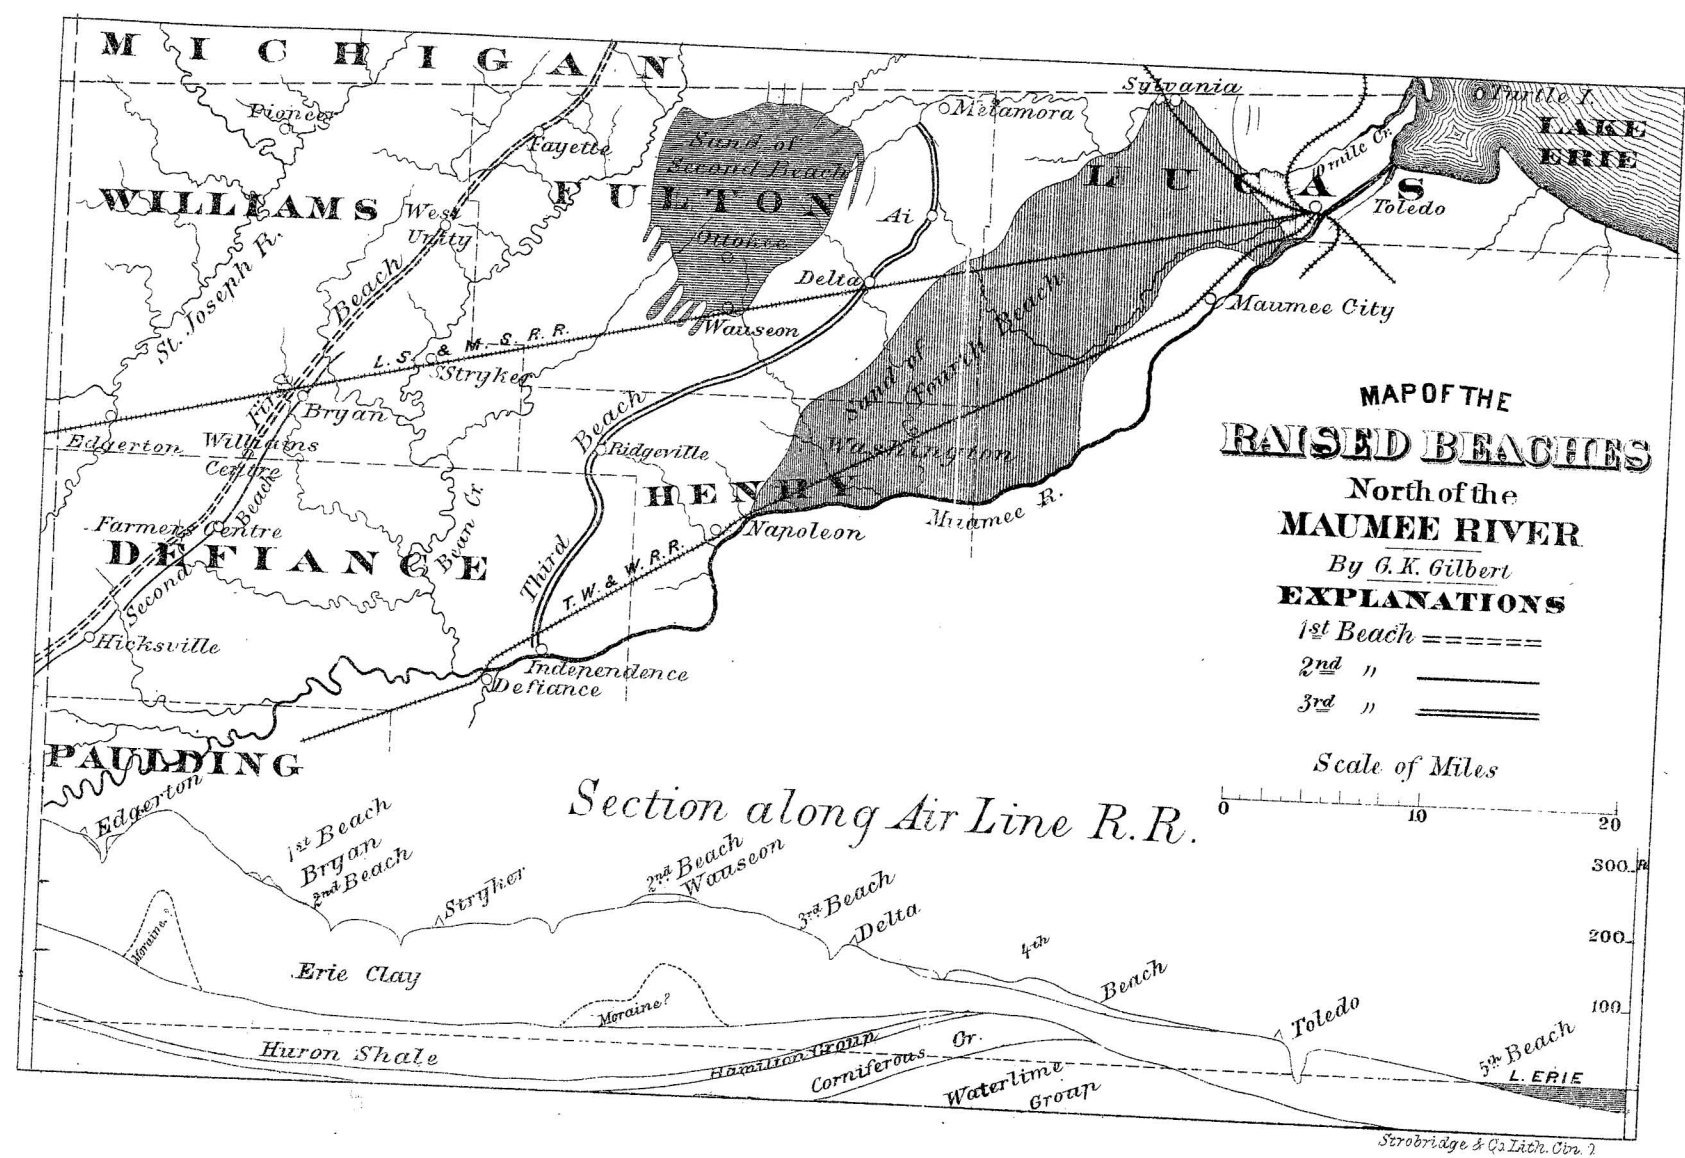 MICHIGAN
Pioneer
Fayette
Sand of
Second Beach
Metamora
Sylvania
Turtle I.
LAKE
ERIE
WILLIAMS
West
Unity
FULTON
Ai
LUCAS
Toledo
St. Joseph R.
Beach
Ottokee
Delta
Wauseon
L. S. & M. S. R. R.
Stryker
Maumee City
Sand of
Fourth Beach
Edgerton
First
Bryan
Williams
Centre
Beach
Ridgeville
Washington
HENRY
Napoleon
Muamee R.
Farmers Centre
DEFIANCE
Bean Cr.
Second
Beach
Third
T. W. & W. R. R.
Hicksville
Independence
Defiance
PAULDING
MAP OF THE
RAISED BEACHES
North of the
MAUMEE RIVER
By G. K. Gilbert
EXPLANATIONS
1st Beach
2nd "
3rd "
Scale of Miles
0 10 20
Section along Air Line R.R.
Edgerton
1st Beach
Bryan
2nd Beach
Stryker
2nd Beach
Wauseon
3rd Beach
Delta
4th
Beach
Toledo
5th Beach
L. ERIE
300 Ft
200
100
Moraine?
Erie Clay
Moraine?
Huron Shale
Hamilton Group
Corniferous Gr.
Waterlime
Group
Strobridge & Co. Lith. Cin.